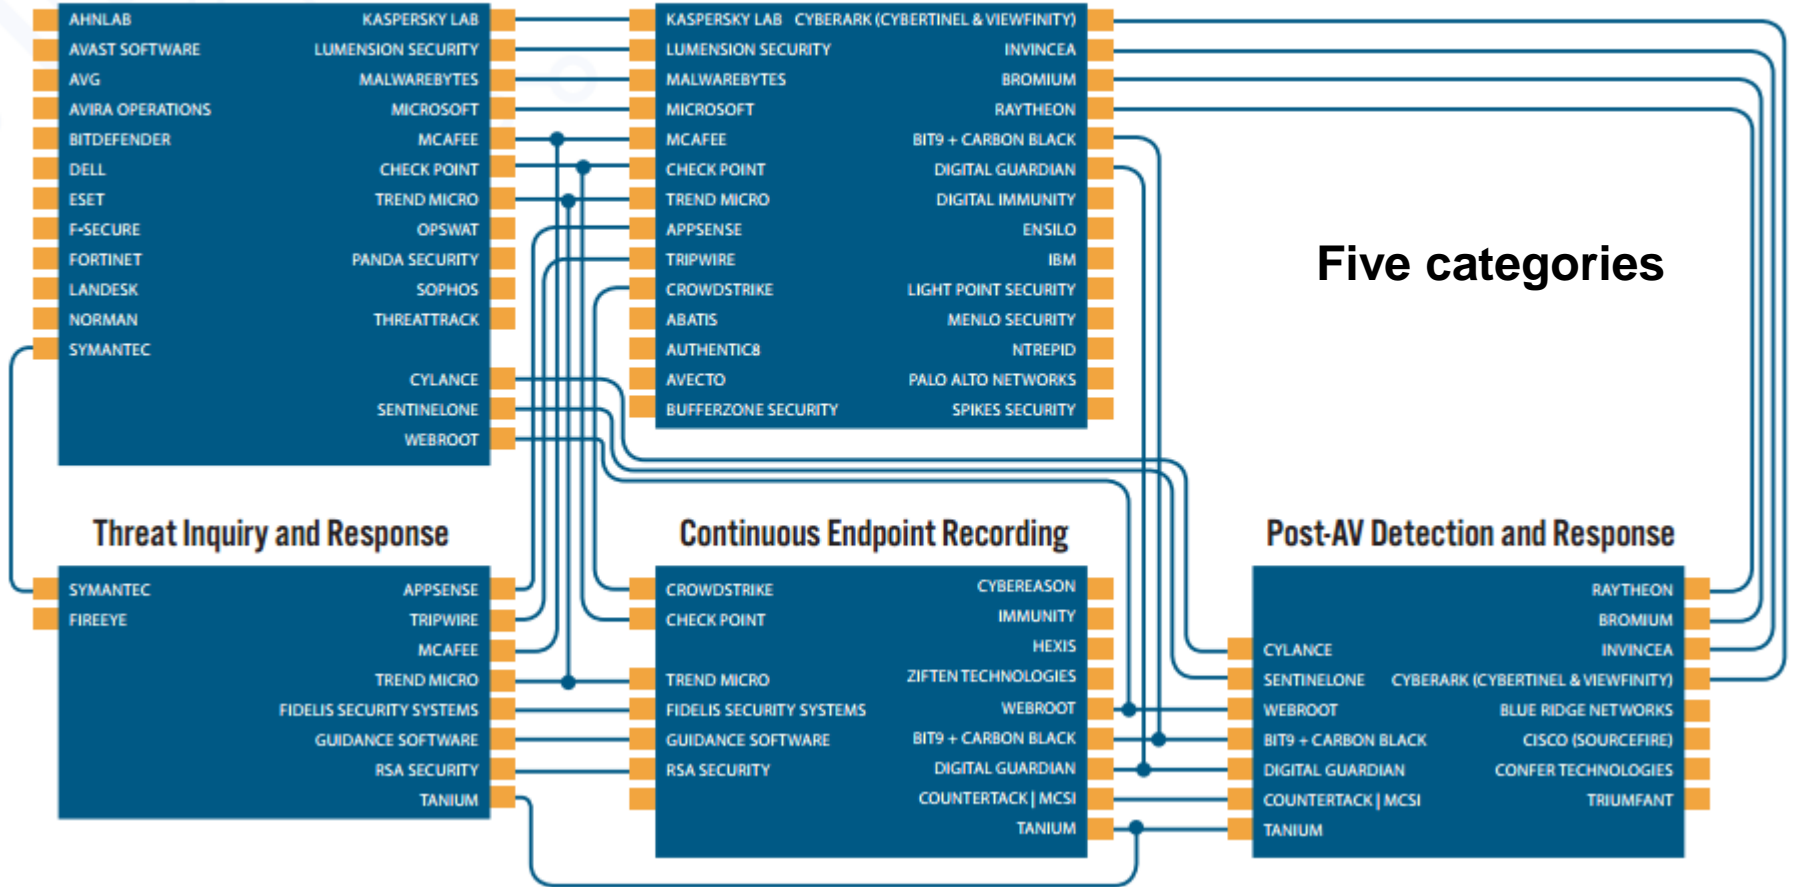 AHNLAB
AVAST SOFTWARE
AVG
AVIRA OPERATIONS
BITDEFENDER
DELL
ESET
F-SECURE
FORTINET
LANDESK
NORMAN
SYMANTEC
KASPERSKY LAB
LUMENSION SECURITY
MALWAREBYTES
MICROSOFT
MCAFEE
CHECK POINT
TREND MICRO
OPSWAT
PANDA SECURITY
SOPHOS
THREATTRACK
CYLANCE
SENTINELONE
WEBROOT
KASPERSKY LAB
LUMENSION SECURITY
MALWAREBYTES
MICROSOFT
MCAFEE
CHECK POINT
TREND MICRO
APPSENSE
TRIPWIRE
CROWDSTRIKE
ABATIS
AUTHENTIC8
AVECTO
BUFFERZONE SECURITY
CYBERARK (CYBERTINEL & VIEWFINITY)
INVINCEA
BROMIUM
RAYTHEON
BIT9 + CARBON BLACK
DIGITAL GUARDIAN
DIGITAL IMMUNITY
ENSILO
IBM
LIGHT POINT SECURITY
MENLO SECURITY
NTREPID
PALO ALTO NETWORKS
SPIKES SECURITY
Five categories
Threat Inquiry and Response
SYMANTEC
FIREEYE
APPSENSE
TRIPWIRE
MCAFEE
TREND MICRO
FIDELIS SECURITY SYSTEMS
GUIDANCE SOFTWARE
RSA SECURITY
TANIUM
Continuous Endpoint Recording
CROWDSTRIKE
CHECK POINT
TREND MICRO
FIDELIS SECURITY SYSTEMS
GUIDANCE SOFTWARE
RSA SECURITY
CYBEREASON
IMMUNITY
HEXIS
ZIFTEN TECHNOLOGIES
WEBROOT
BIT9 + CARBON BLACK
DIGITAL GUARDIAN
COUNTERTACK | MCSI
TANIUM
Post-AV Detection and Response
CYLANCE
SENTINELONE
WEBROOT
BIT9 + CARBON BLACK
DIGITAL GUARDIAN
COUNTERTACK | MCSI
TANIUM
RAYTHEON
BROMIUM
INVINCEA
CYBERARK (CYBERTINEL & VIEWFINITY)
BLUE RIDGE NETWORKS
CISCO (SOURCEFIRE)
CONFER TECHNOLOGIES
TRIUMFANT